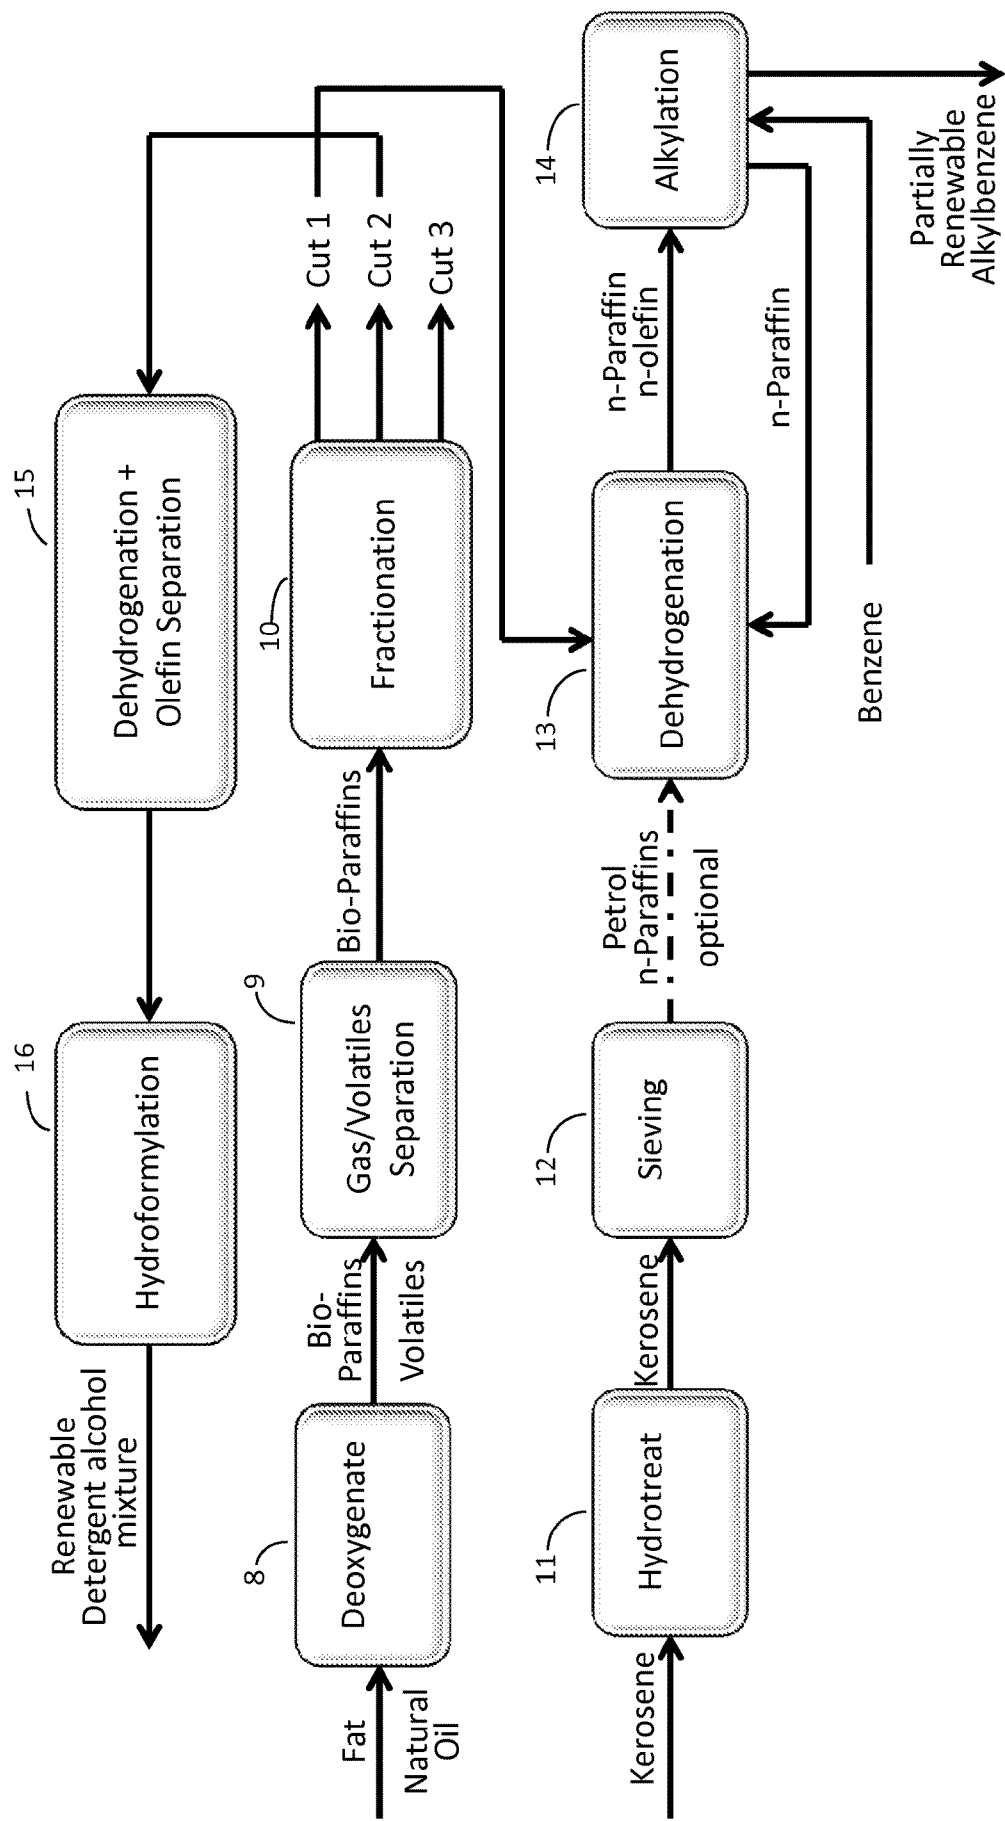 Renewable
Detergent alcohol
mixture
16
Hydroformylation
15
Dehydrogenation +
Olefin Separation
Fat
Natural
Oil
8
Deoxygenate
Bio-
Paraffins
Volatiles
9
Gas/Volatiles
Separation
Bio-Paraffins
10
Fractionation
Cut 1
Cut 2
Cut 3
Kerosene
11
Hydrotreat
Kerosene
12
Sieving
Petrol
n-Paraffins
optional
13
Dehydrogenation
n-Paraffin
n-olefin
14
Alkylation
n-Paraffin
Benzene
Partially
Renewable
Alkylbenzene